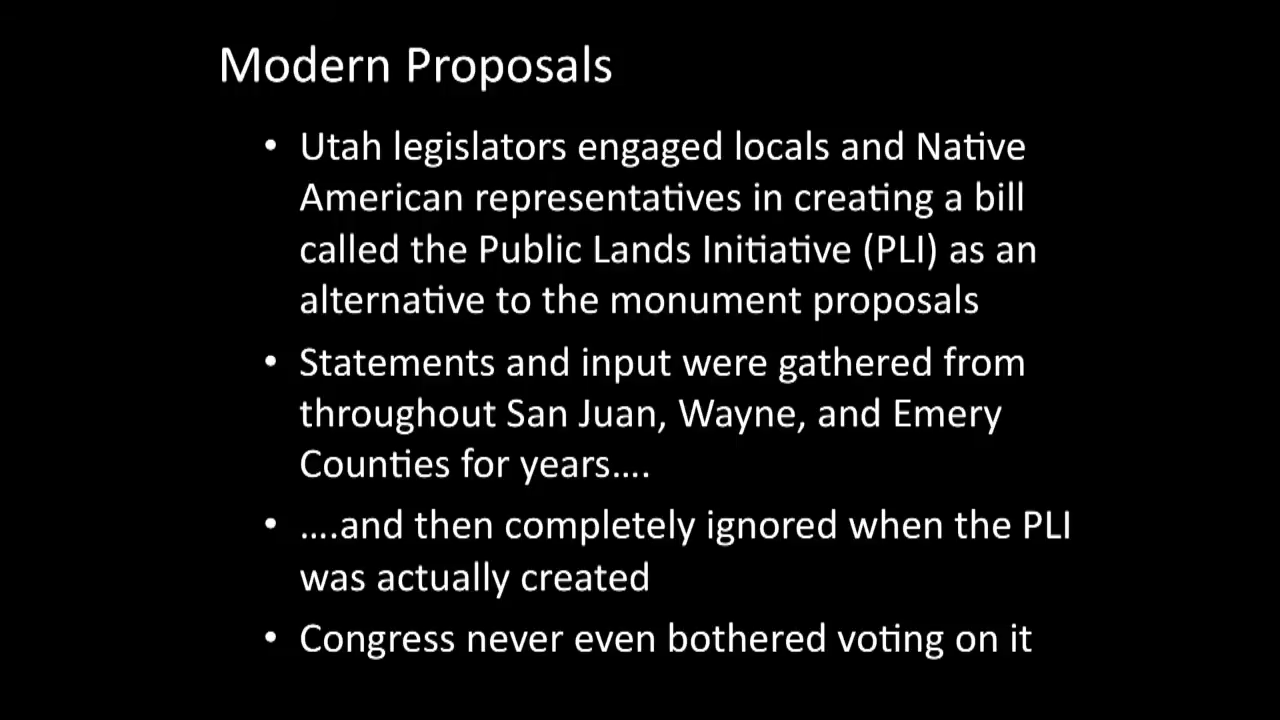 Modern Proposals
• Utah legislators engaged locals and Native
American representatives in creating a bill
called the Public Lands Initiative (PLI) as an
alternative to the monument proposals
• Statements and input were gathered from
throughout San Juan, Wayne, and Emery
Counties for years....
• ....and then completely ignored when the PLI
was actually created
• Congress never even bothered voting on it